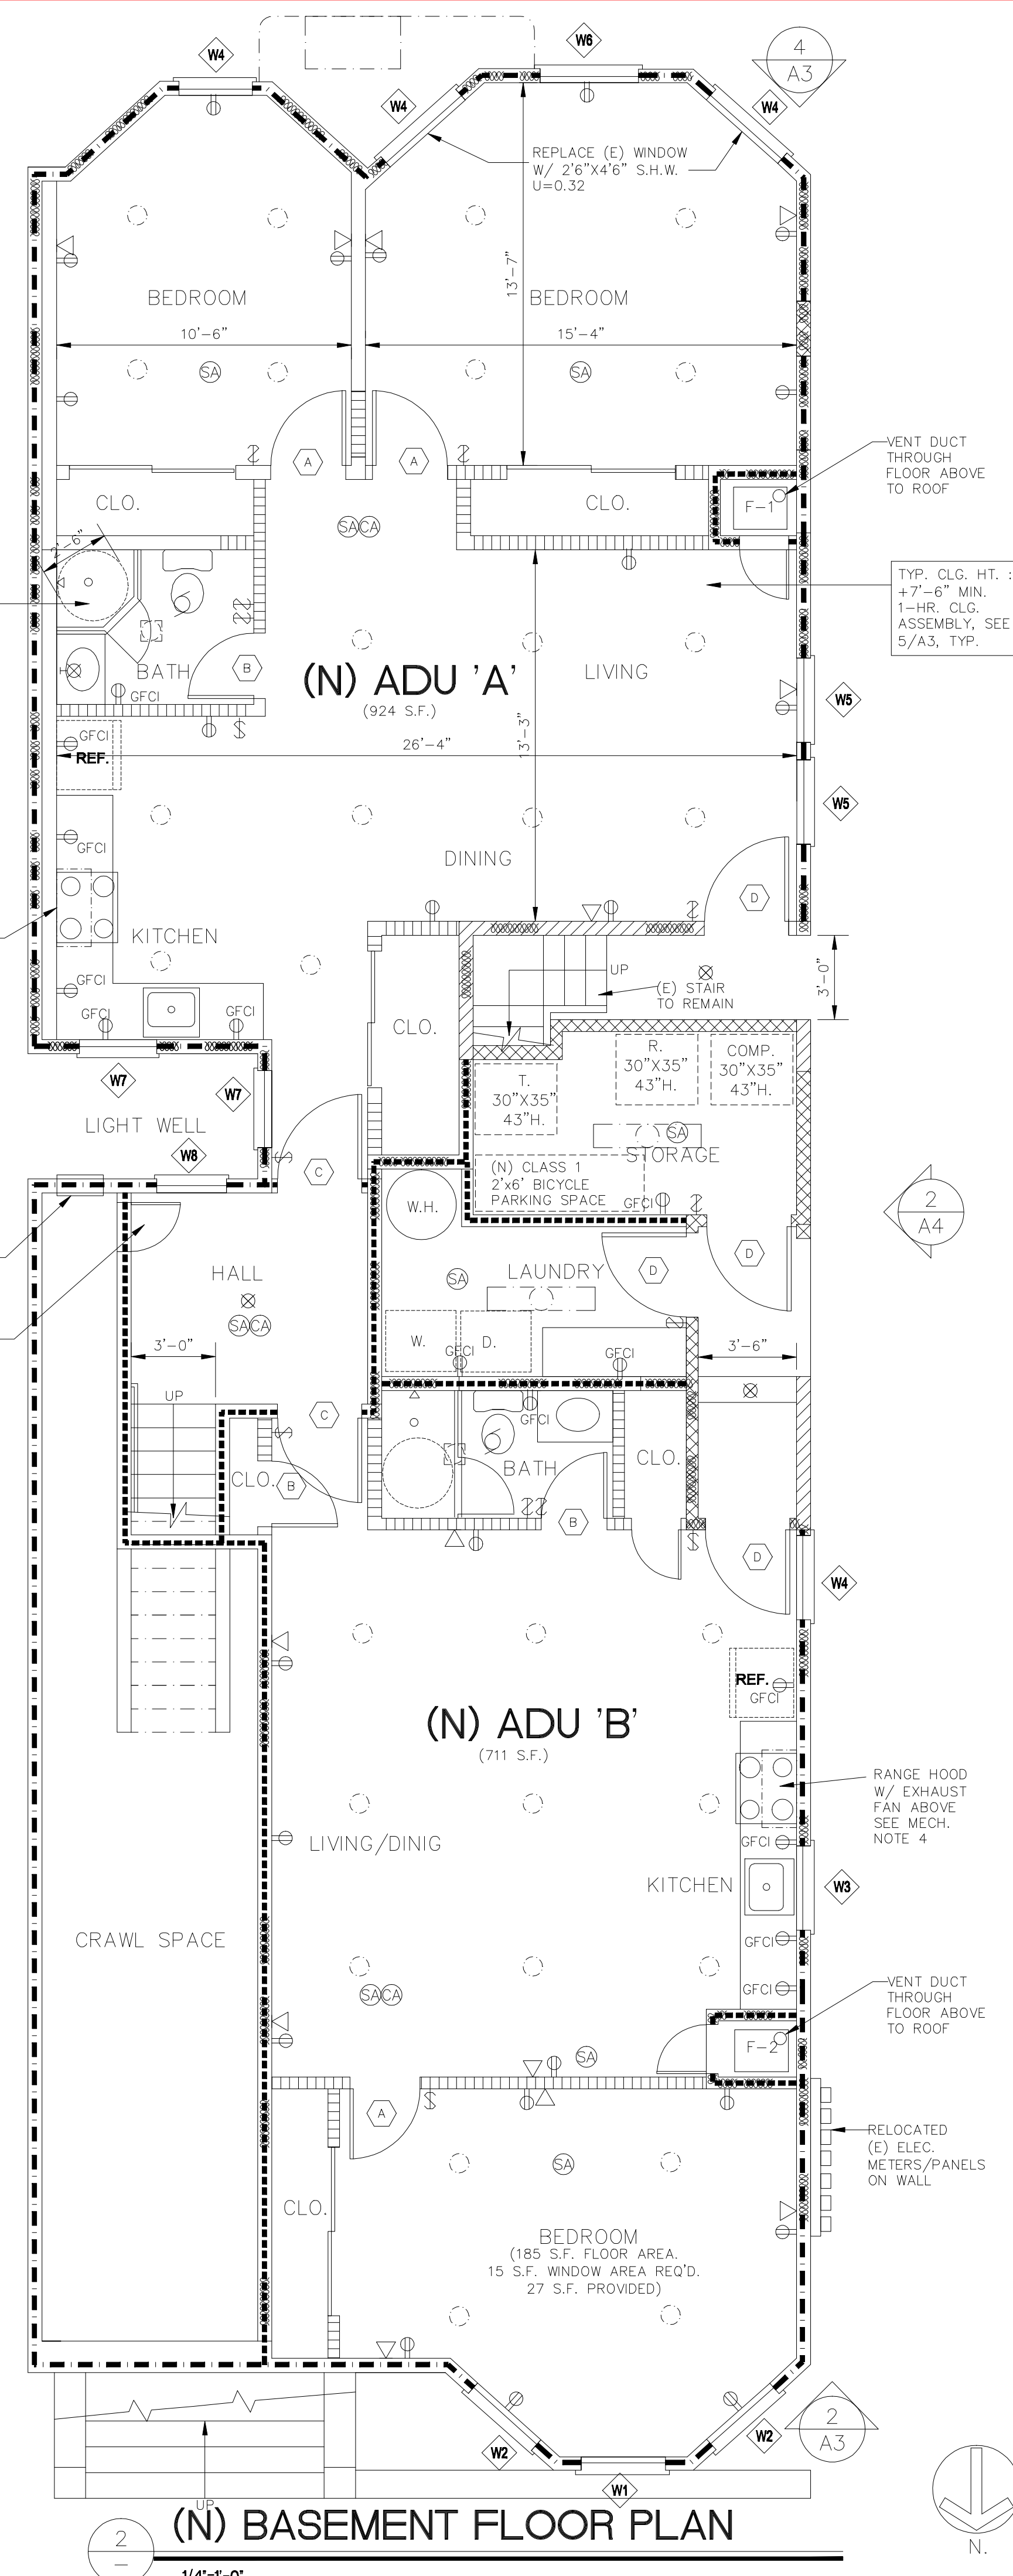 W4
W6
4
A3
W4
W4
REPLACE (E) WINDOW
W/ 2'6"X4'6" S.H.W.
U=0.32
13'-7"
BEDROOM
BEDROOM
10'-6"
15'-4"
SA
SA
A
A
VENT DUCT
THROUGH
FLOOR ABOVE
TO ROOF
CLO.
CLO.
F-1
SA CA
2'-6"
TYP. CLG. HT. :
+7'-6" MIN.
1-HR. CLG.
ASSEMBLY, SEE
5/A3, TYP.
BATH
B
(N) ADU 'A'
(924 S.F.)
LIVING
GFCI
W5
GFCI
REF.
26'-4"
13'-3"
W5
GFCI
DINING
D
KITCHEN
GFCI
GFCI
GFCI
UP
(E) STAIR
TO REMAIN
3'-0"
CLO.
T.
30"X35"
43"H.
R.
30"X35"
43"H.
COMP.
30"X35"
43"H.
W7
W7
LIGHT WELL
W8
SA
STORAGE
C
(N) CLASS 1
2'x6' BICYCLE
PARKING SPACE
GFCI
W.H.
2
A4
HALL
SA
LAUNDRY
D
D
SA CA
W.
D.
GFCI
GFCI
3'-0"
3'-6"
UP
C
GFCI
CLO.
B
BATH
CLO.
B
D
W4
REF.
GFCI
(N) ADU 'B'
(711 S.F.)
RANGE HOOD
W/ EXHAUST
FAN ABOVE
SEE MECH.
NOTE 4
LIVING/DINIG
GFCI
KITCHEN
W3
CRAWL SPACE
GFCI
GFCI
SA CA
VENT DUCT
THROUGH
FLOOR ABOVE
TO ROOF
F-2
SA
A
RELOCATED
(E) ELEC.
METERS/PANELS
ON WALL
SA
CLO.
BEDROOM
(185 S.F. FLOOR AREA.
15 S.F. WINDOW AREA REQ'D.
27 S.F. PROVIDED)
W2
W2
2
A3
W1
UP
(N) BASEMENT FLOOR PLAN
2
–
1/4"=1'-0"
N.